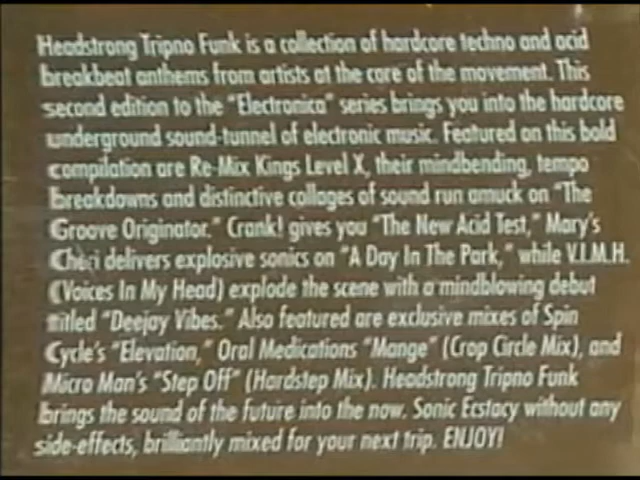 Headstrong Tripno Funk is a collection of hardcore techno and acid
breakbeat anthems from artists at the core of the movement. This
second edition to the "Electronica" series brings you into the hardcore
underground sound-tunnel of electronic music. Featured on this bold
compilation are Re-Mix Kings Level X, their mindbending, tempo
breakdowns and distinctive collages of sound run amuck on "The
Groove Originator." Crank! gives you "The New Acid Test," Mary's
Cheri delivers explosive sonics on "A Day In The Park," while V.I.M.H.
(Voices In My Head) explode the scene with a mindblowing debut
titled "Deejay Vibes." Also featured are exclusive mixes of Spin
Cycle's "Elevation," Oral Medications "Mange" (Crop Circle Mix), and
Micro Man's "Step Off" (Hardstep Mix). Headstrong Tripno Funk
brings the sound of the future into the now. Sonic Ecstacy without any
side-effects, brilliantly mixed for your next trip. ENJOY!